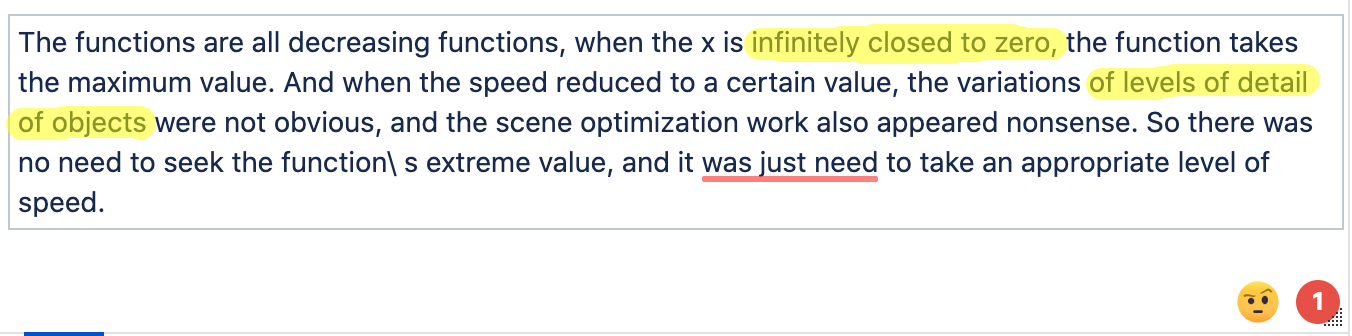 The functions are all decreasing functions, when the x is infinitely closed to zero, the function takes
the maximum value. And when the speed reduced to a certain value, the variations of levels of detail
of objects were not obvious, and the scene optimization work also appeared nonsense. So there was
no need to seek the function\ s extreme value, and it was just need to take an appropriate level of
speed.
1